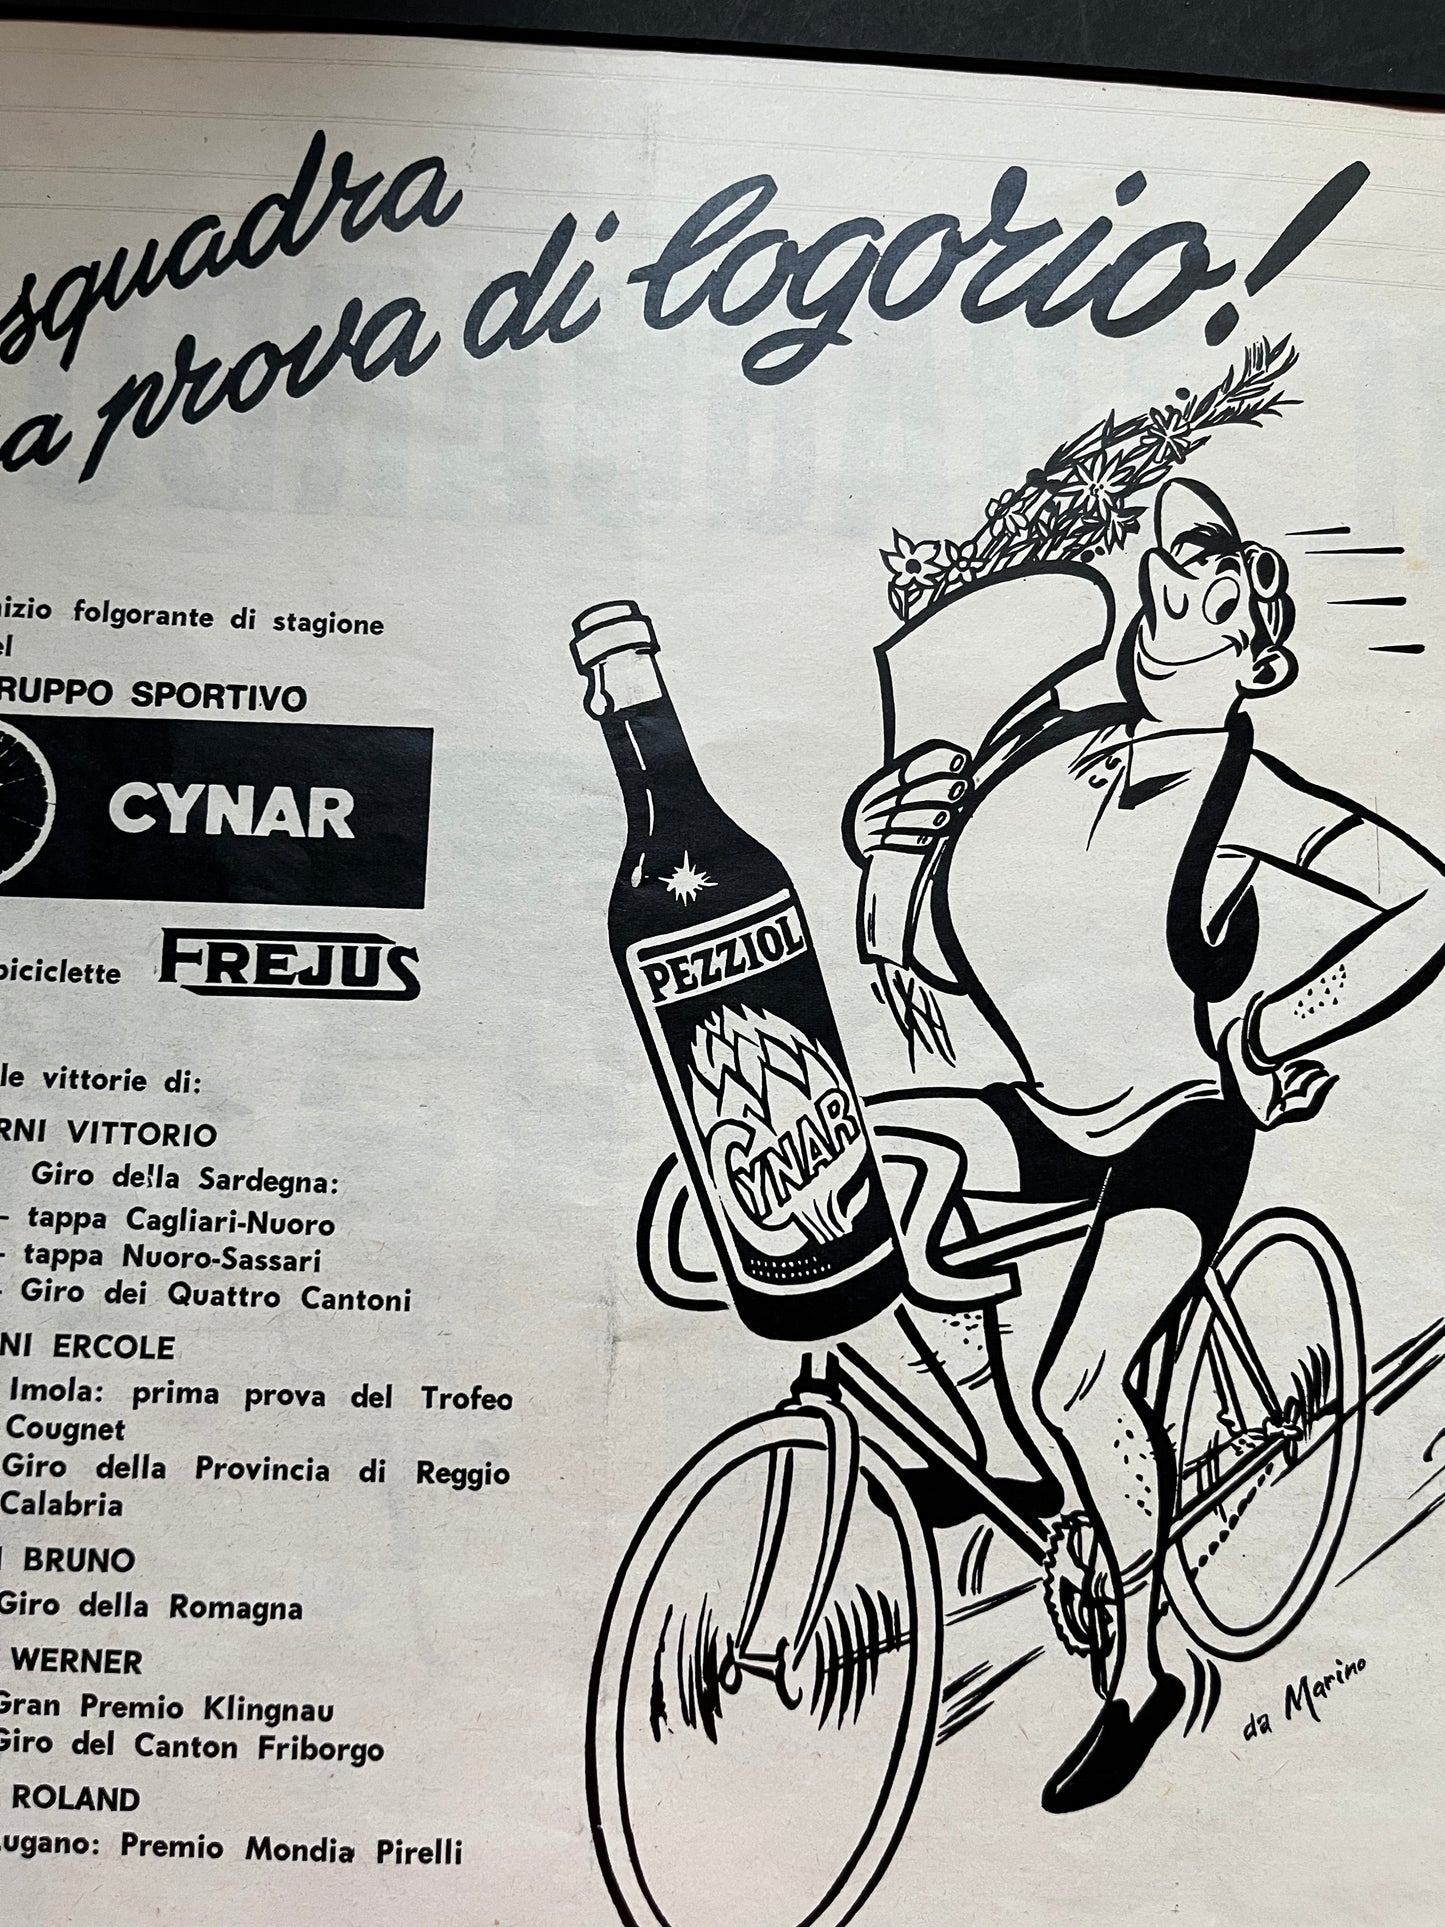 squadra
a prova di logorio!
izio folgorante di stagione
el
RUPPO SPORTIVO
CYNAR
biciclette FREJUS
le vittorie di:
RNI VITTORIO
Giro della Sardegna:
- tappa Cagliari-Nuoro
- tappa Nuoro-Sassari
- Giro dei Quattro Cantoni
NI ERCOLE
Imola: prima prova del Trofeo
Cougnet
Giro della Provincia di Reggio
Calabria
I BRUNO
Giro della Romagna
WERNER
Gran Premio Klingnau
Giro del Canton Friborgo
ROLAND
Lugano: Premio Mondia Pirelli
PEZZIOL
CYNAR
da Marino